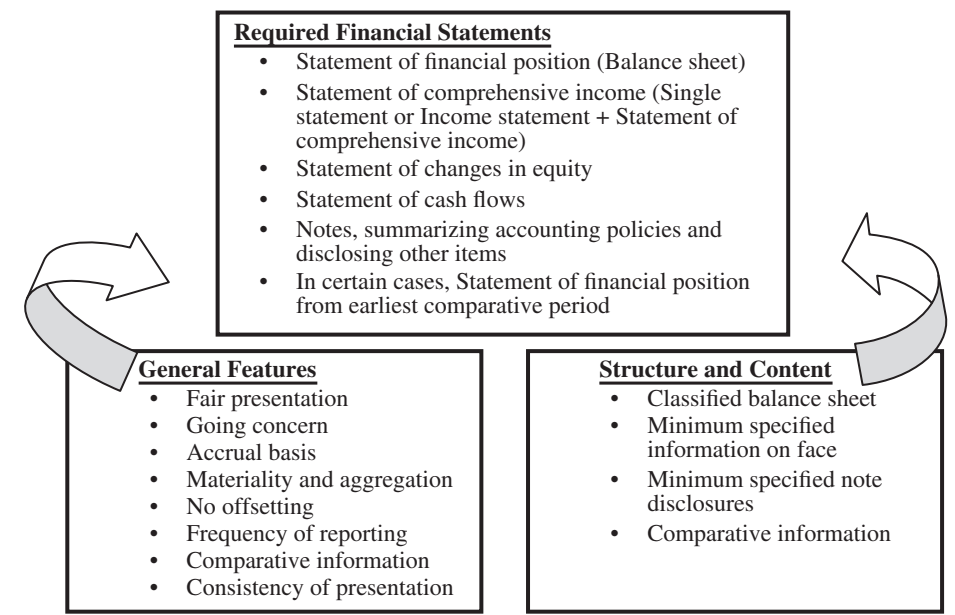 Required Financial Statements
• Statement of financial position (Balance sheet)
• Statement of comprehensive income (Single
statement or Income statement + Statement of
comprehensive income)
• Statement of changes in equity
• Statement of cash flows
• Notes, summarizing accounting policies and
disclosing other items
• In certain cases, Statement of financial position
from earliest comparative period
General Features
• Fair presentation
• Going concern
• Accrual basis
• Materiality and aggregation
• No offsetting
• Frequency of reporting
• Comparative information
• Consistency of presentation
Structure and Content
• Classified balance sheet
• Minimum specified
information on face
• Minimum specified note
disclosures
• Comparative information